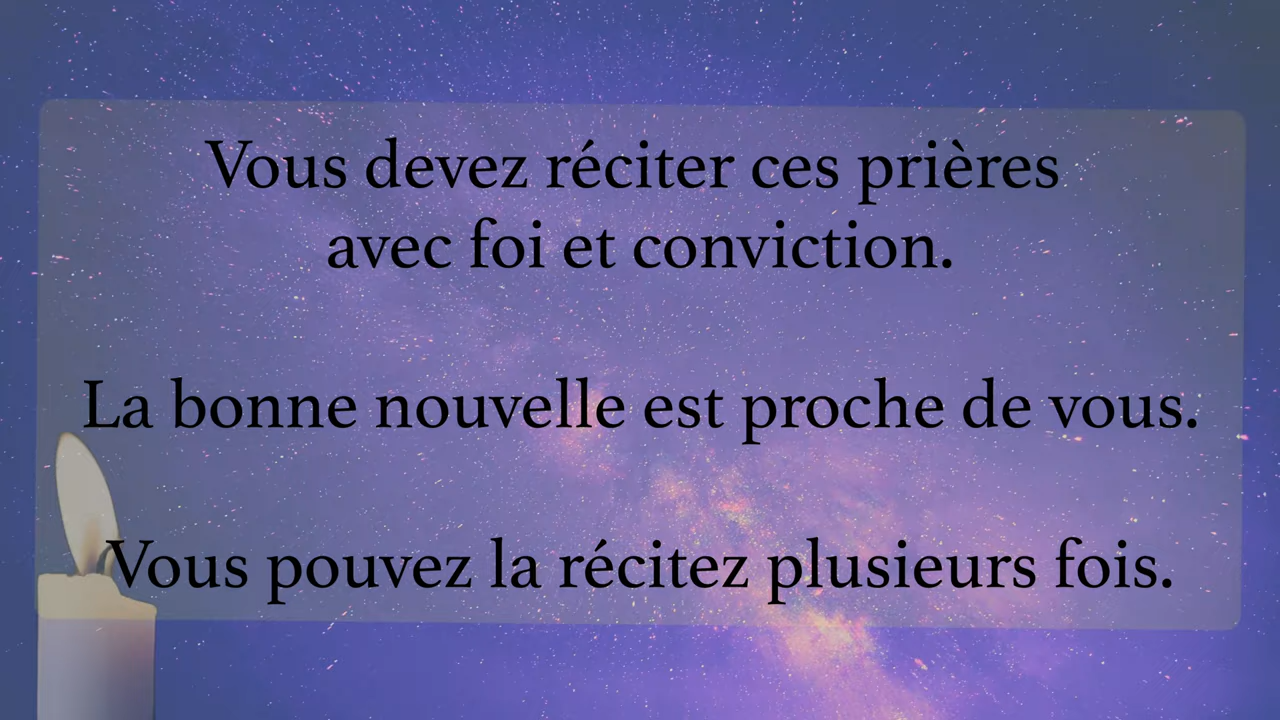 Vous devez réciter ces prières
avec foi et conviction.
La bonne nouvelle est proche de vous.
Vous pouvez la récitez plusieurs fois.